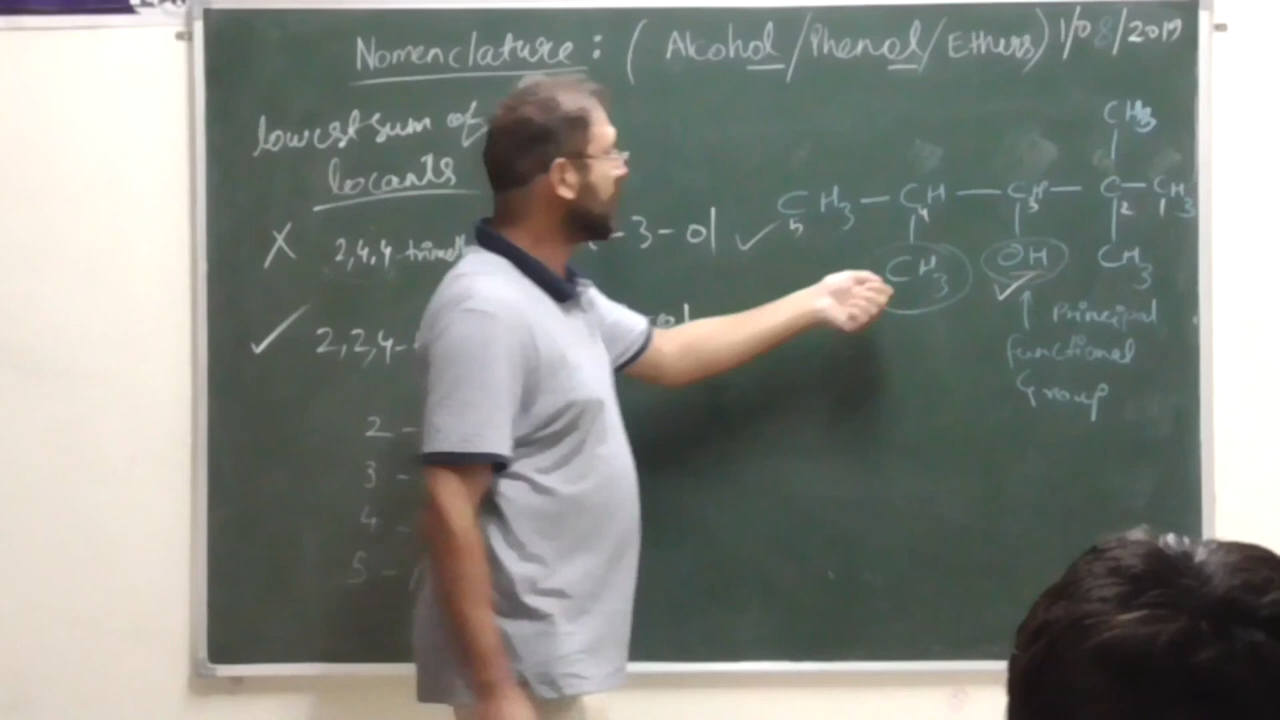 Nomenclature: (Alcohol/Phenol/Ethers) 1/08/2019
lowest sum of
locants
X 2,4,4-trimeth -3-ol ✓
✓ 2,2,4- ol
2 -
3 -
4 -
5 -
CH3
CH3 — CH — CH — C — CH3
5 4 3 2 1
CH3 OH CH3
✓ ↑ Principal
functional
Group